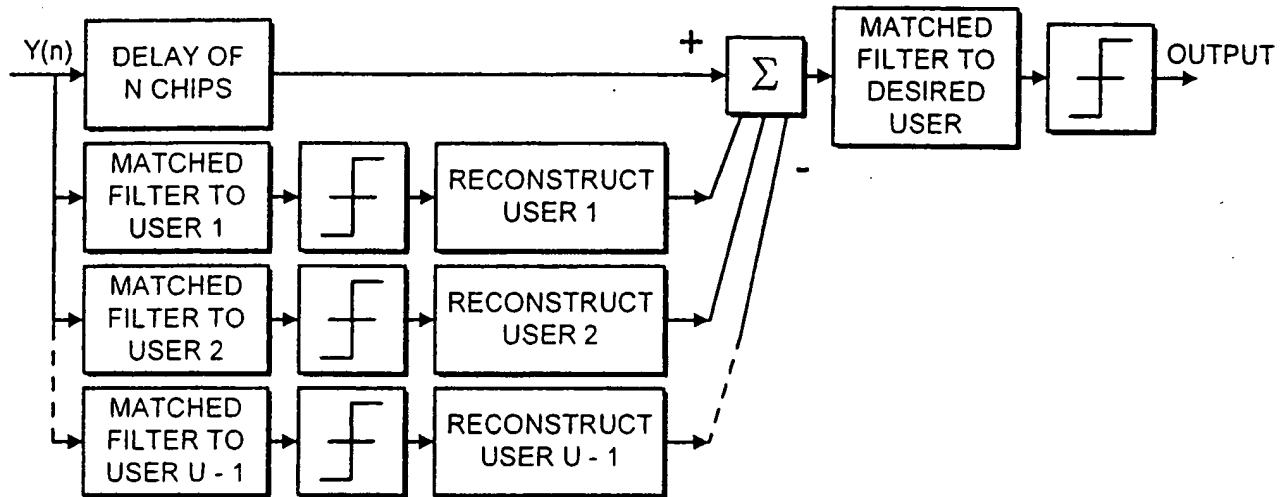 Y(n)
DELAY OF
N CHIPS
+
Σ
MATCHED
FILTER TO
DESIRED
USER
OUTPUT
-
MATCHED
FILTER TO
USER 1
RECONSTRUCT
USER 1
MATCHED
FILTER TO
USER 2
RECONSTRUCT
USER 2
MATCHED
FILTER TO
USER U - 1
RECONSTRUCT
USER U - 1